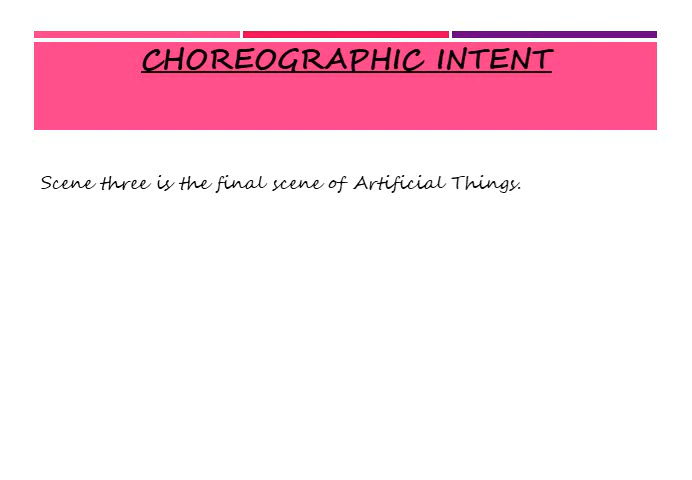 CHOREOGRAPHIC INTENT
Scene three is the final scene of Artificial Things.